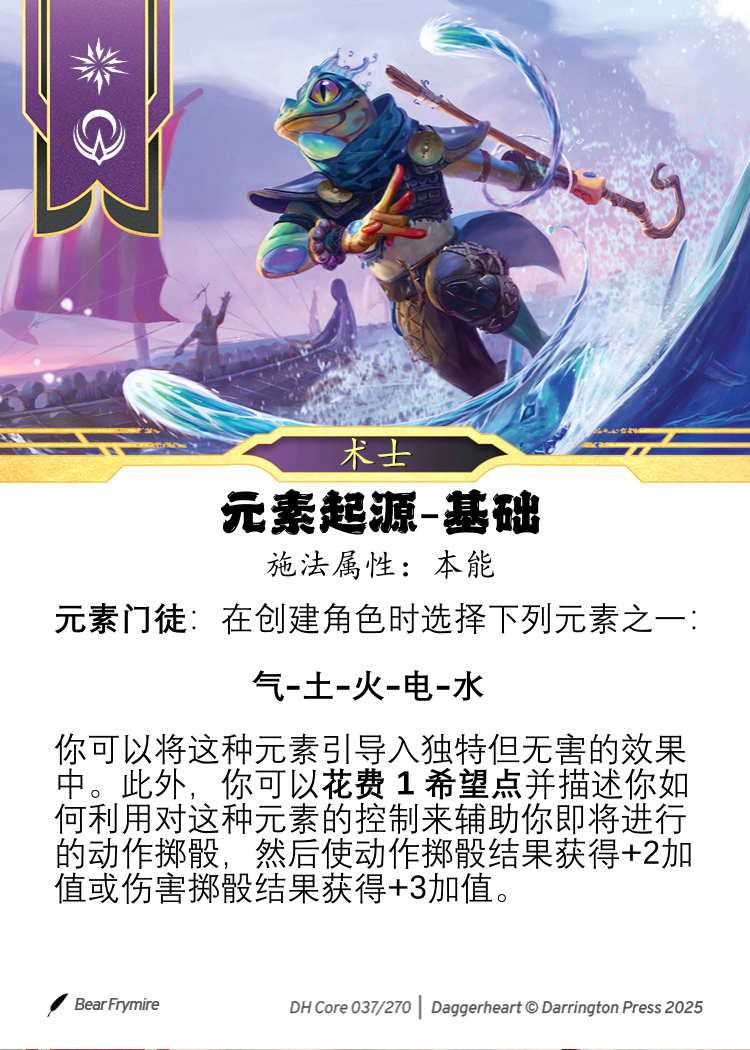 术士
元素起源-基础
施法属性：本能
元素门徒：在创建角色时选择下列元素之一：
气-土-火-电-水
你可以将这种元素引导入独特但无害的效果
中。此外，你可以花费 1 希望点并描述你如
何利用对这种元素的控制来辅助你即将进行
的动作掷骰，然后使动作掷骰结果获得+2加
值或伤害掷骰结果获得+3加值。
Bear Frymire
DH Core 037/270 | Daggerheart © Darrington Press 2025